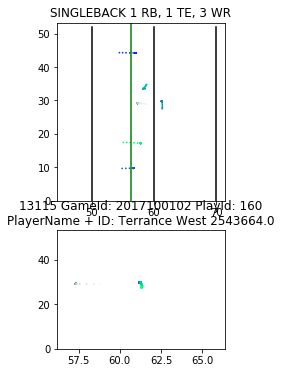 SINGLEBACK 1 RB, 1 TE, 3 WR
50
40
30
20
10
0
50 60 70
13115 GameId: 2017100102 PlayId: 160
PlayerName + ID: Terrance West 2543664.0
40
20
0
57.5 60.0 62.5 65.0